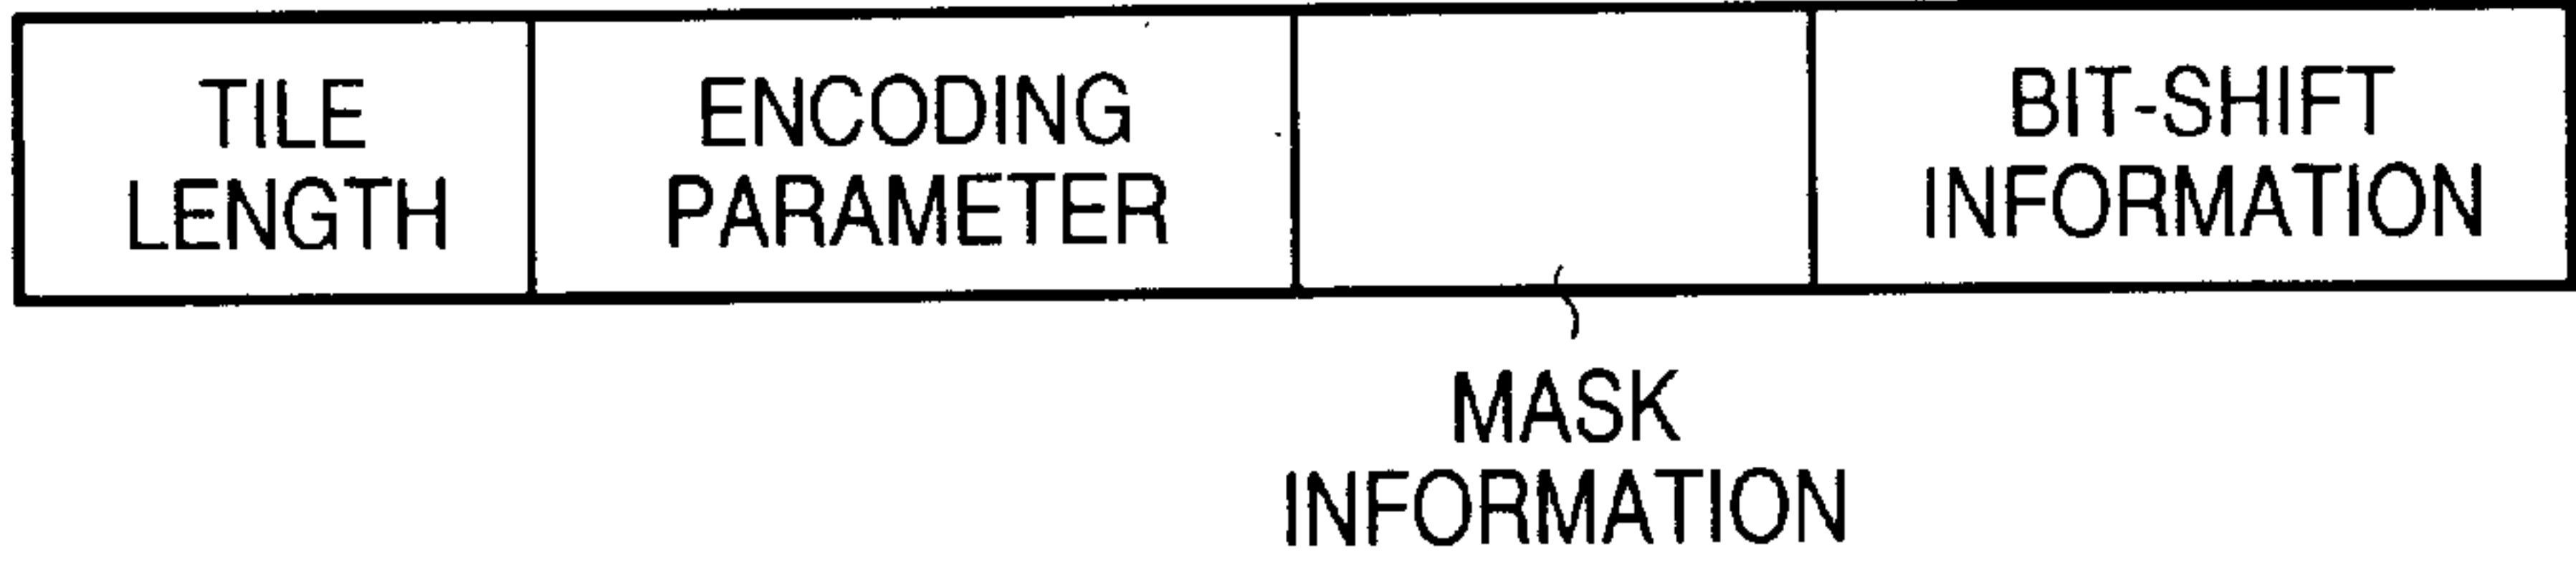 TILE
LENGTH
ENCODING
PARAMETER
BIT-SHIFT
INFORMATION
MASK
INFORMATION